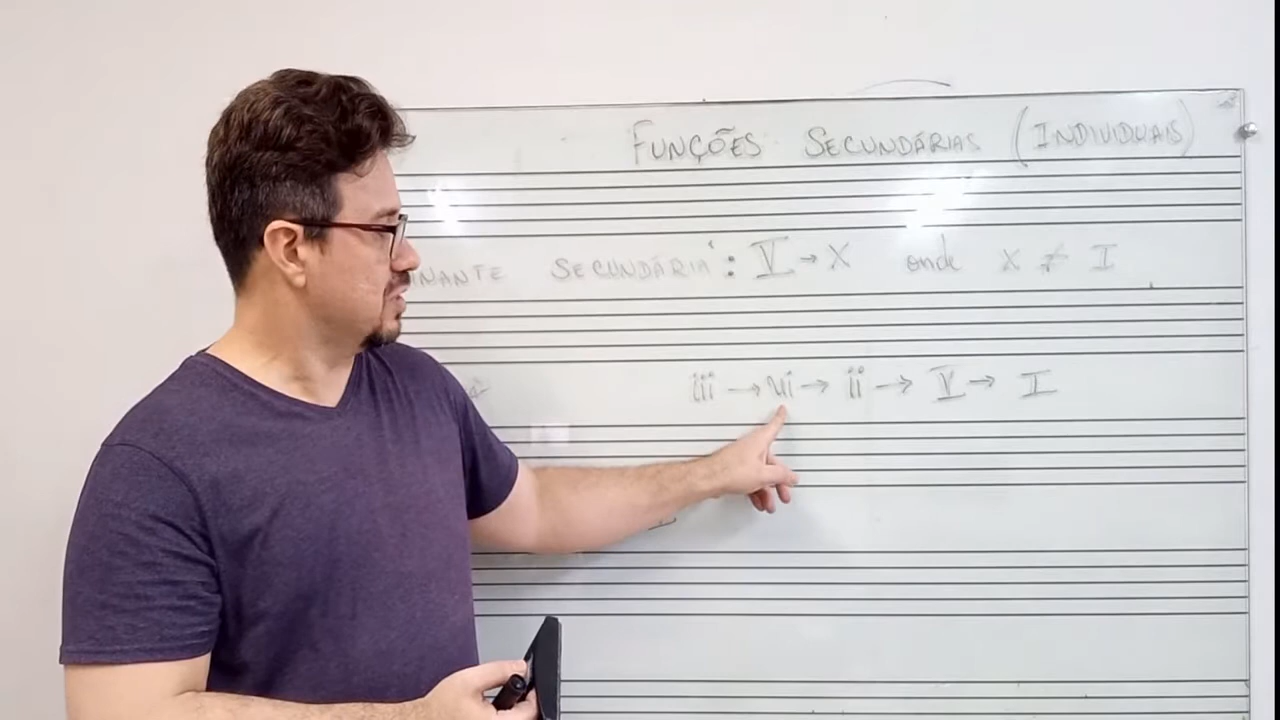 FUNÇÕES SECUNDÁRIAS (INDIVIDUAIS)
INANTE SECUNDÁRIA: V → X onde X ≠ I
iii → vi → ii → V → I